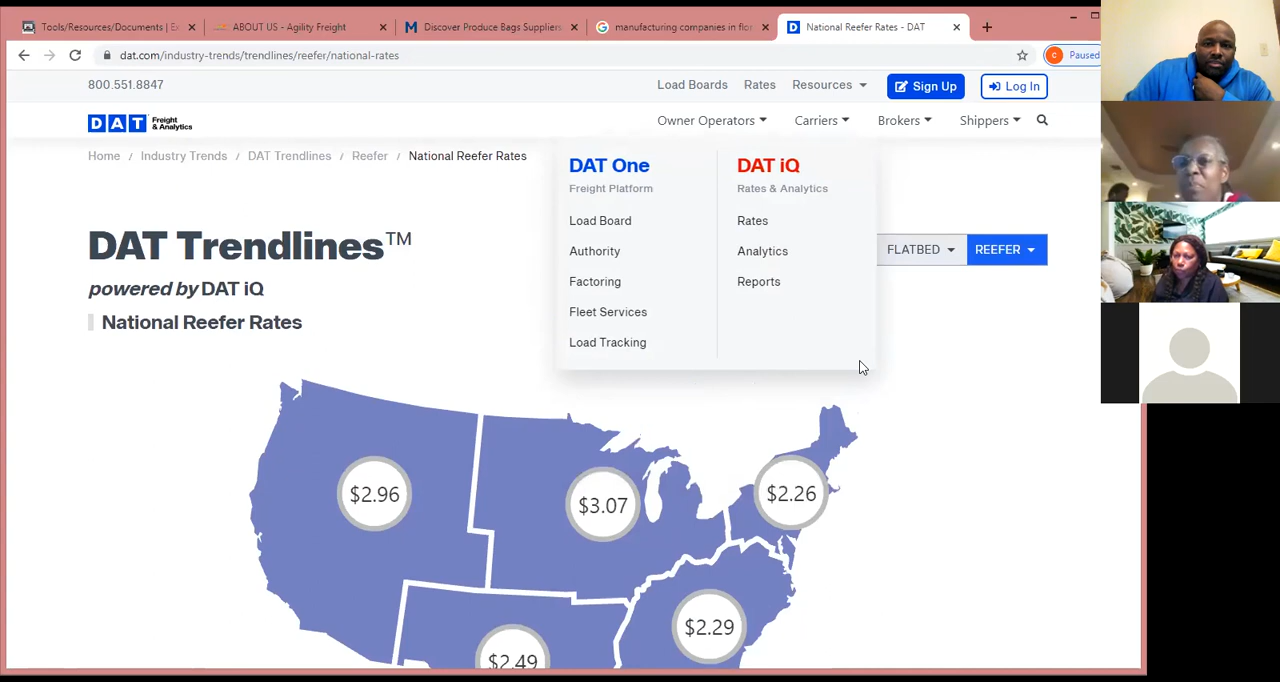 Tools/Resources/Documents | E
ABOUT US - Agility Freight
Discover Produce Bags Suppliers
manufacturing companies in flor
National Reefer Rates - DAT
dat.com/industry-trends/trendlines/reefer/national-rates
Paused
800.551.8847
Load Boards Rates Resources Sign Up Log In
DAT Freight & Analytics
Owner Operators Carriers Brokers Shippers
Home / Industry Trends / DAT Trendlines / Reefer / National Reefer Rates
DAT One
Freight Platform
Load Board
Authority
Factoring
Fleet Services
Load Tracking
DAT iQ
Rates & Analytics
Rates
Analytics
Reports
DAT Trendlines™
powered by DAT iQ
National Reefer Rates
FLATBED
REEFER
$2.96
$3.07
$2.26
$2.29
$2.49